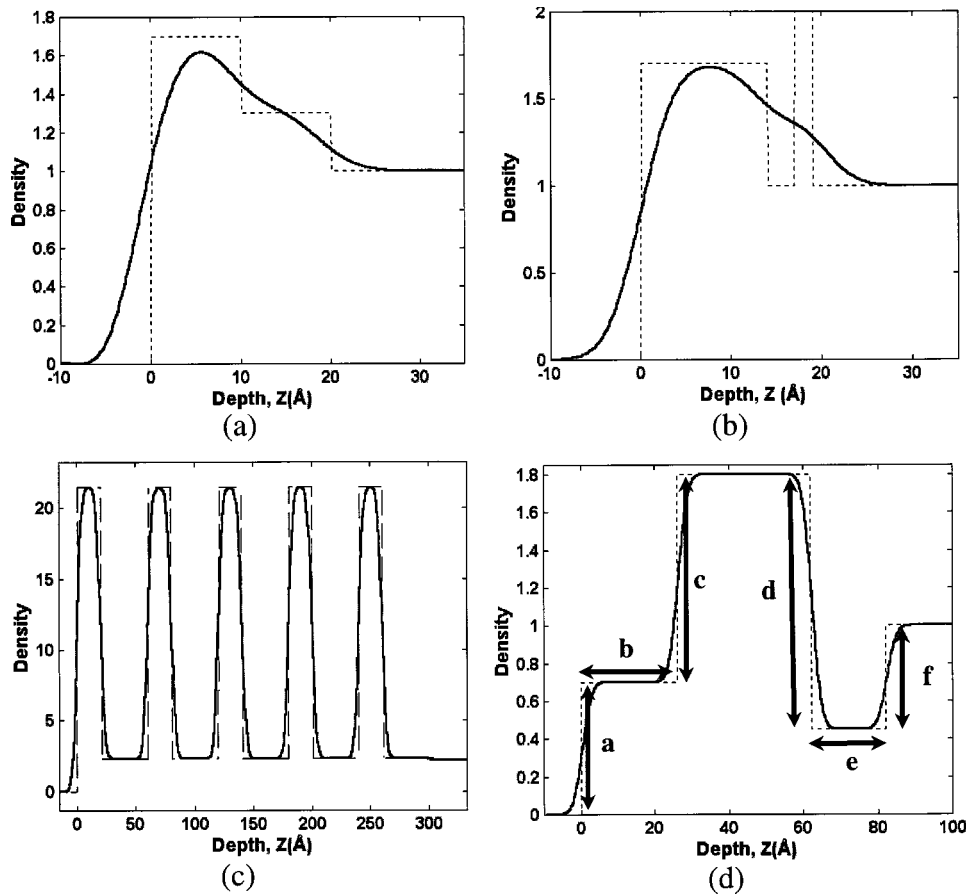 1.8
1.6
1.4
1.2
1
0.8
0.6
0.4
0.2
0
Density
-10
0
10
20
30
Depth, Z(Å)
(a)
2
1.5
1
0.5
0
Density
-10
0
10
20
30
Depth, Z (Å)
(b)
20
15
10
5
0
Density
0
50
100
150
200
250
300
Depth, Z(Å)
(c)
1.8
1.6
1.4
1.2
1
0.8
0.6
0.4
0.2
0
Density
a
b
c
d
e
f
0
20
40
60
80
100
Depth, Z(Å)
(d)